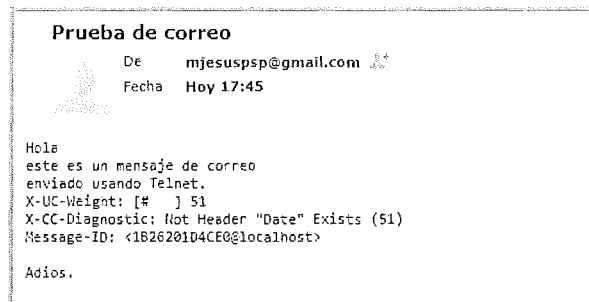 Prueba de correo
De mjesuspsp@gmail.com
Fecha Hoy 17:45
Hola
este es un mensaje de correo
enviado usando Telnet.
X-UC-Weight: [# ] 51
X-CC-Diagnostic: Not Header "Date" Exists (51)
Message-ID: <1B26201D4CE0@localhost>
Adios.